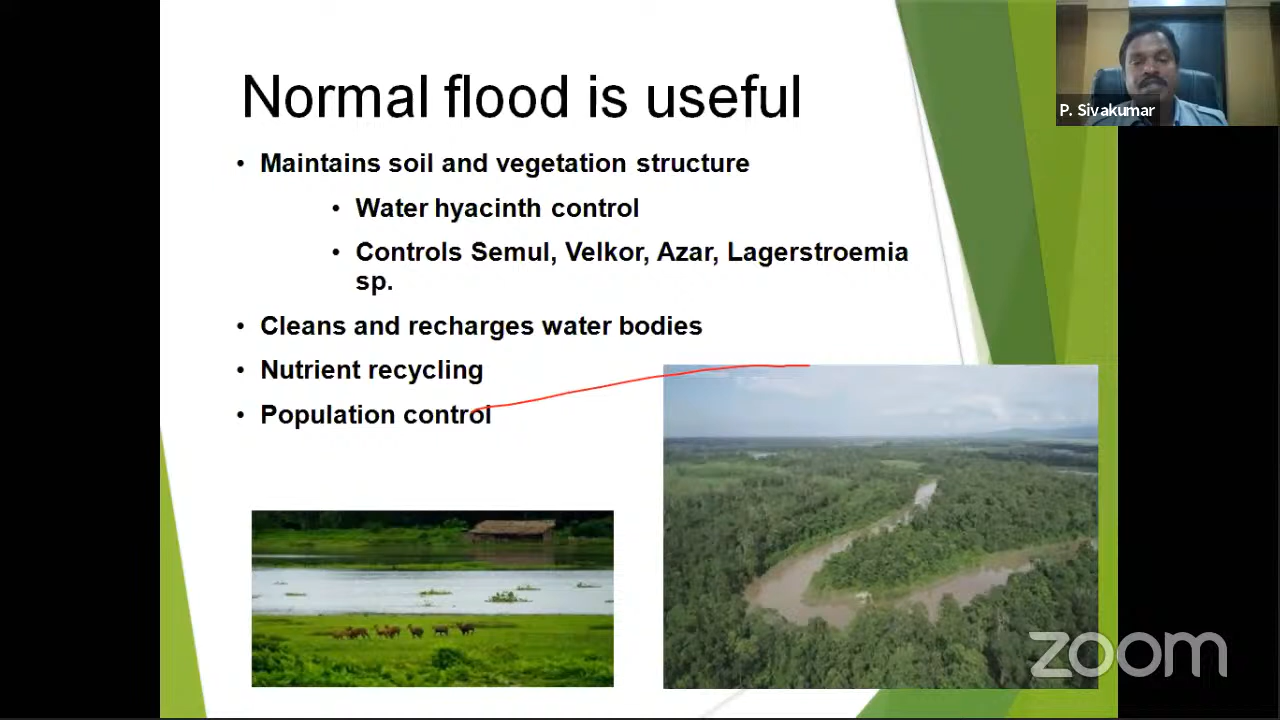 Normal flood is useful
P. Sivakumar
• Maintains soil and vegetation structure
• Water hyacinth control
• Controls Semul, Velkor, Azar, Lagerstroemia
sp.
• Cleans and recharges water bodies
• Nutrient recycling
• Population control
zoom